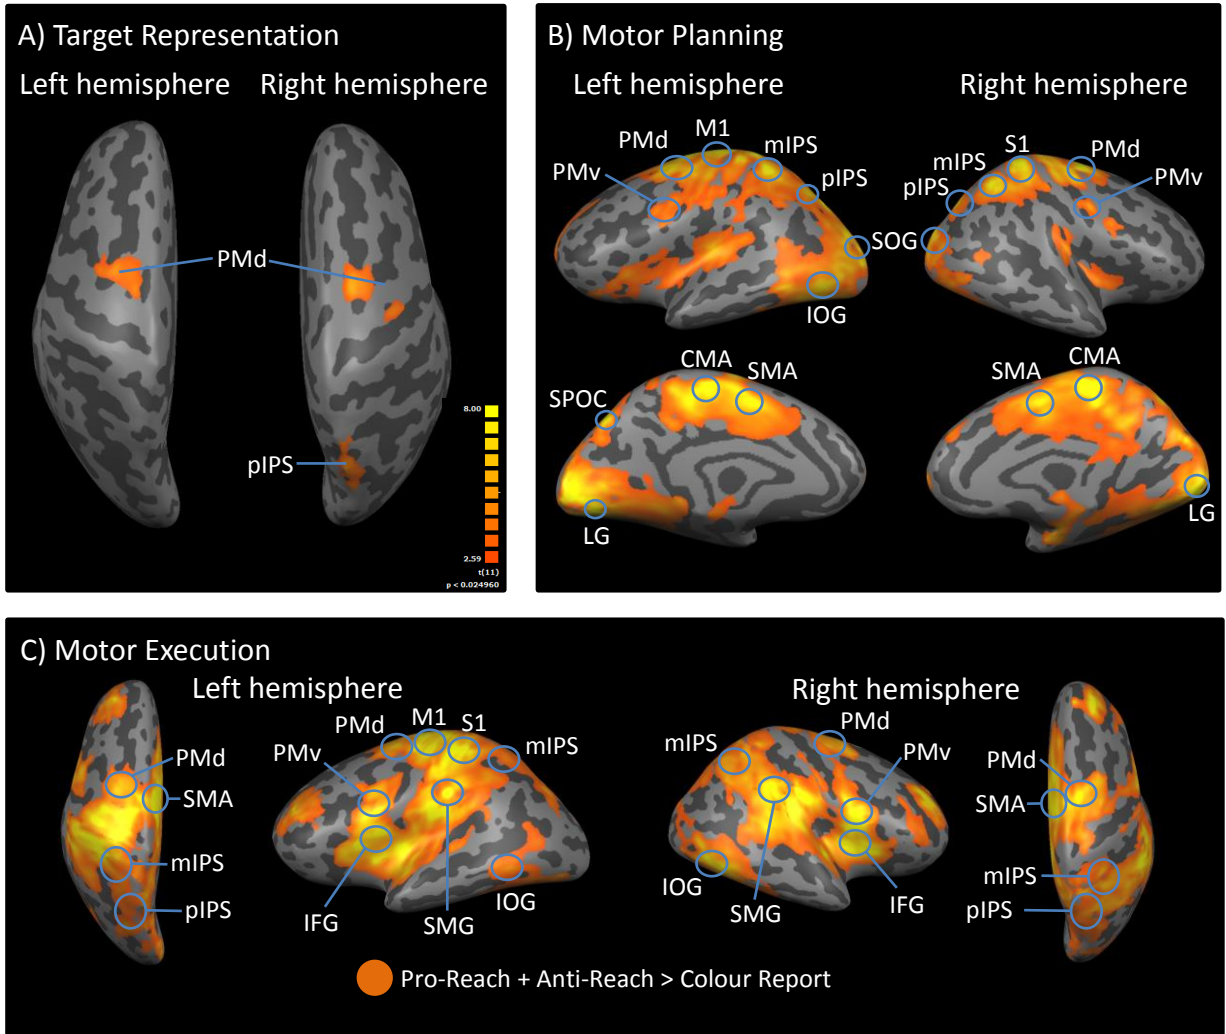 A) Target Representation
Left hemisphere
Right hemisphere
PMd
pIPS
8.00
2.59
t(11)
p < 0.024960
B) Motor Planning
Left hemisphere
Right hemisphere
M1
S1
PMd
mIPS
mIPS
PMd
PMv
pIPS
pIPS
PMv
SOG
IOG
CMA
SMA
SMA
CMA
SPOC
LG
LG
C) Motor Execution
Left hemisphere
Right hemisphere
PMd
M1
S1
mIPS
mIPS
PMd
PMd
PMv
PMv
PMd
SMA
SMA
mIPS
mIPS
pIPS
IFG
SMG
IOG
IOG
SMG
IFG
pIPS
Pro-Reach + Anti-Reach > Colour Report